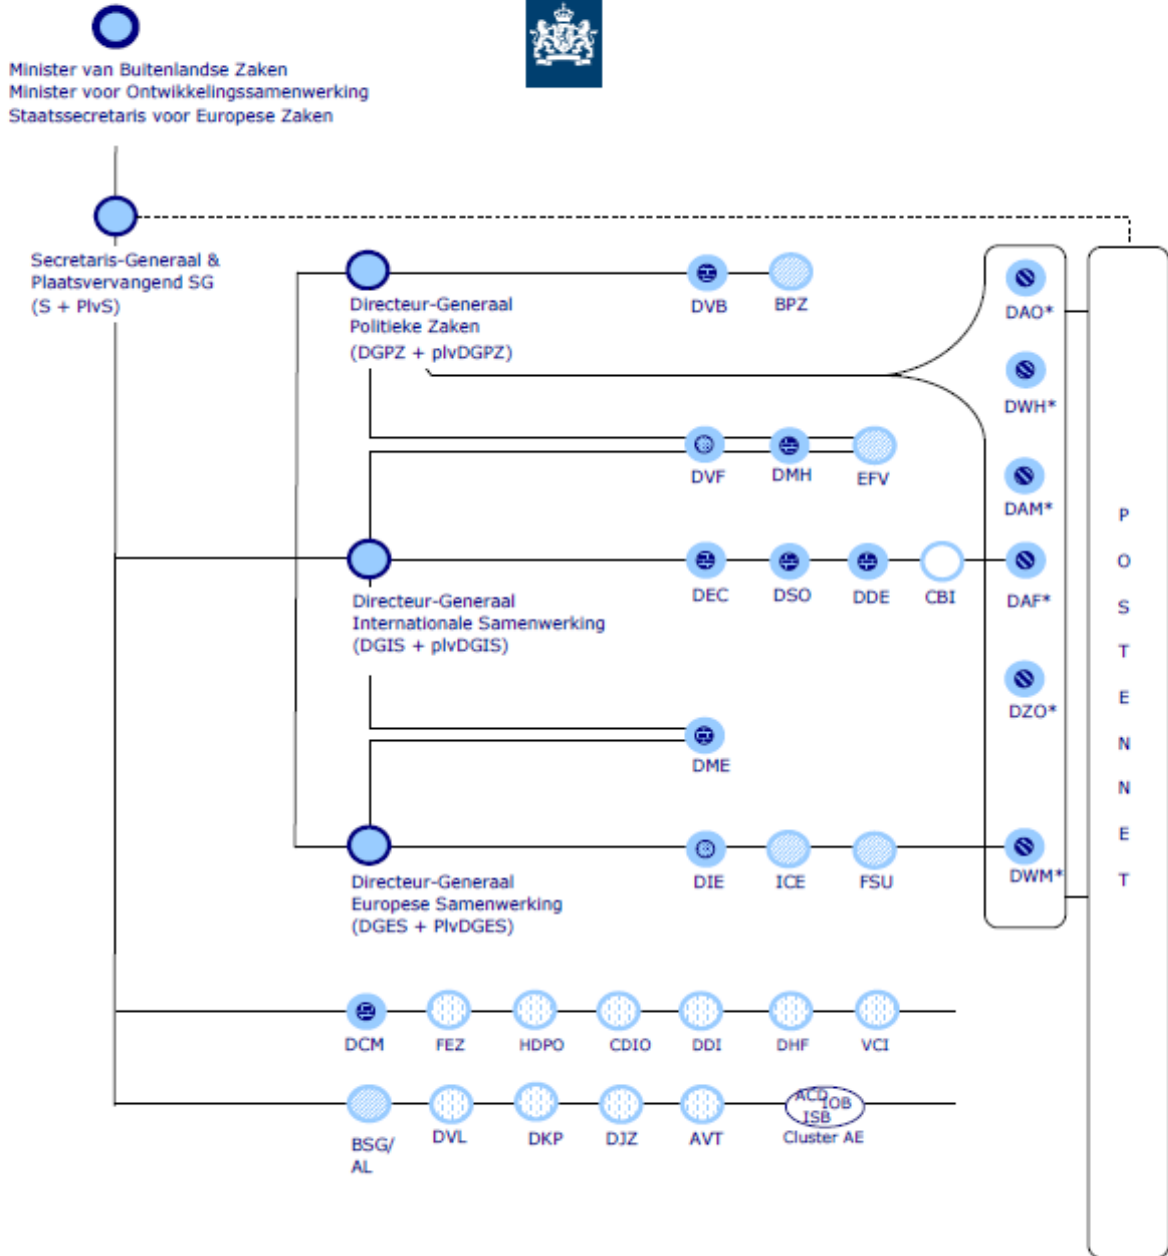 Minister van Buitenlandse Zaken
Minister voor Ontwikkelingssamenwerking
Staatssecretaris voor Europese Zaken
Secretaris-Generaal &
Plaatsvervangend SG
(S + PlvS)
Directeur-Generaal
Politieke Zaken
(DGPZ + plvDGPZ)
DVB
BPZ
DAO*
DWH*
DVF
DMH
EFV
DAM*
Directeur-Generaal
Internationale Samenwerking
(DGIS + plvDGIS)
DEC
DSO
DDE
CBI
DAF*
DZO*
DME
Directeur-Generaal
Europese Samenwerking
(DGES + PlvDGES)
DIE
ICE
FSU
DWM*
P
O
S
T
E
N
N
E
T
DCM
FEZ
HDPO
CDIO
DDI
DHF
VCI
BSG/
AL
DVL
DKP
DJZ
AVT
ACD
IOB
ISB
Cluster AE